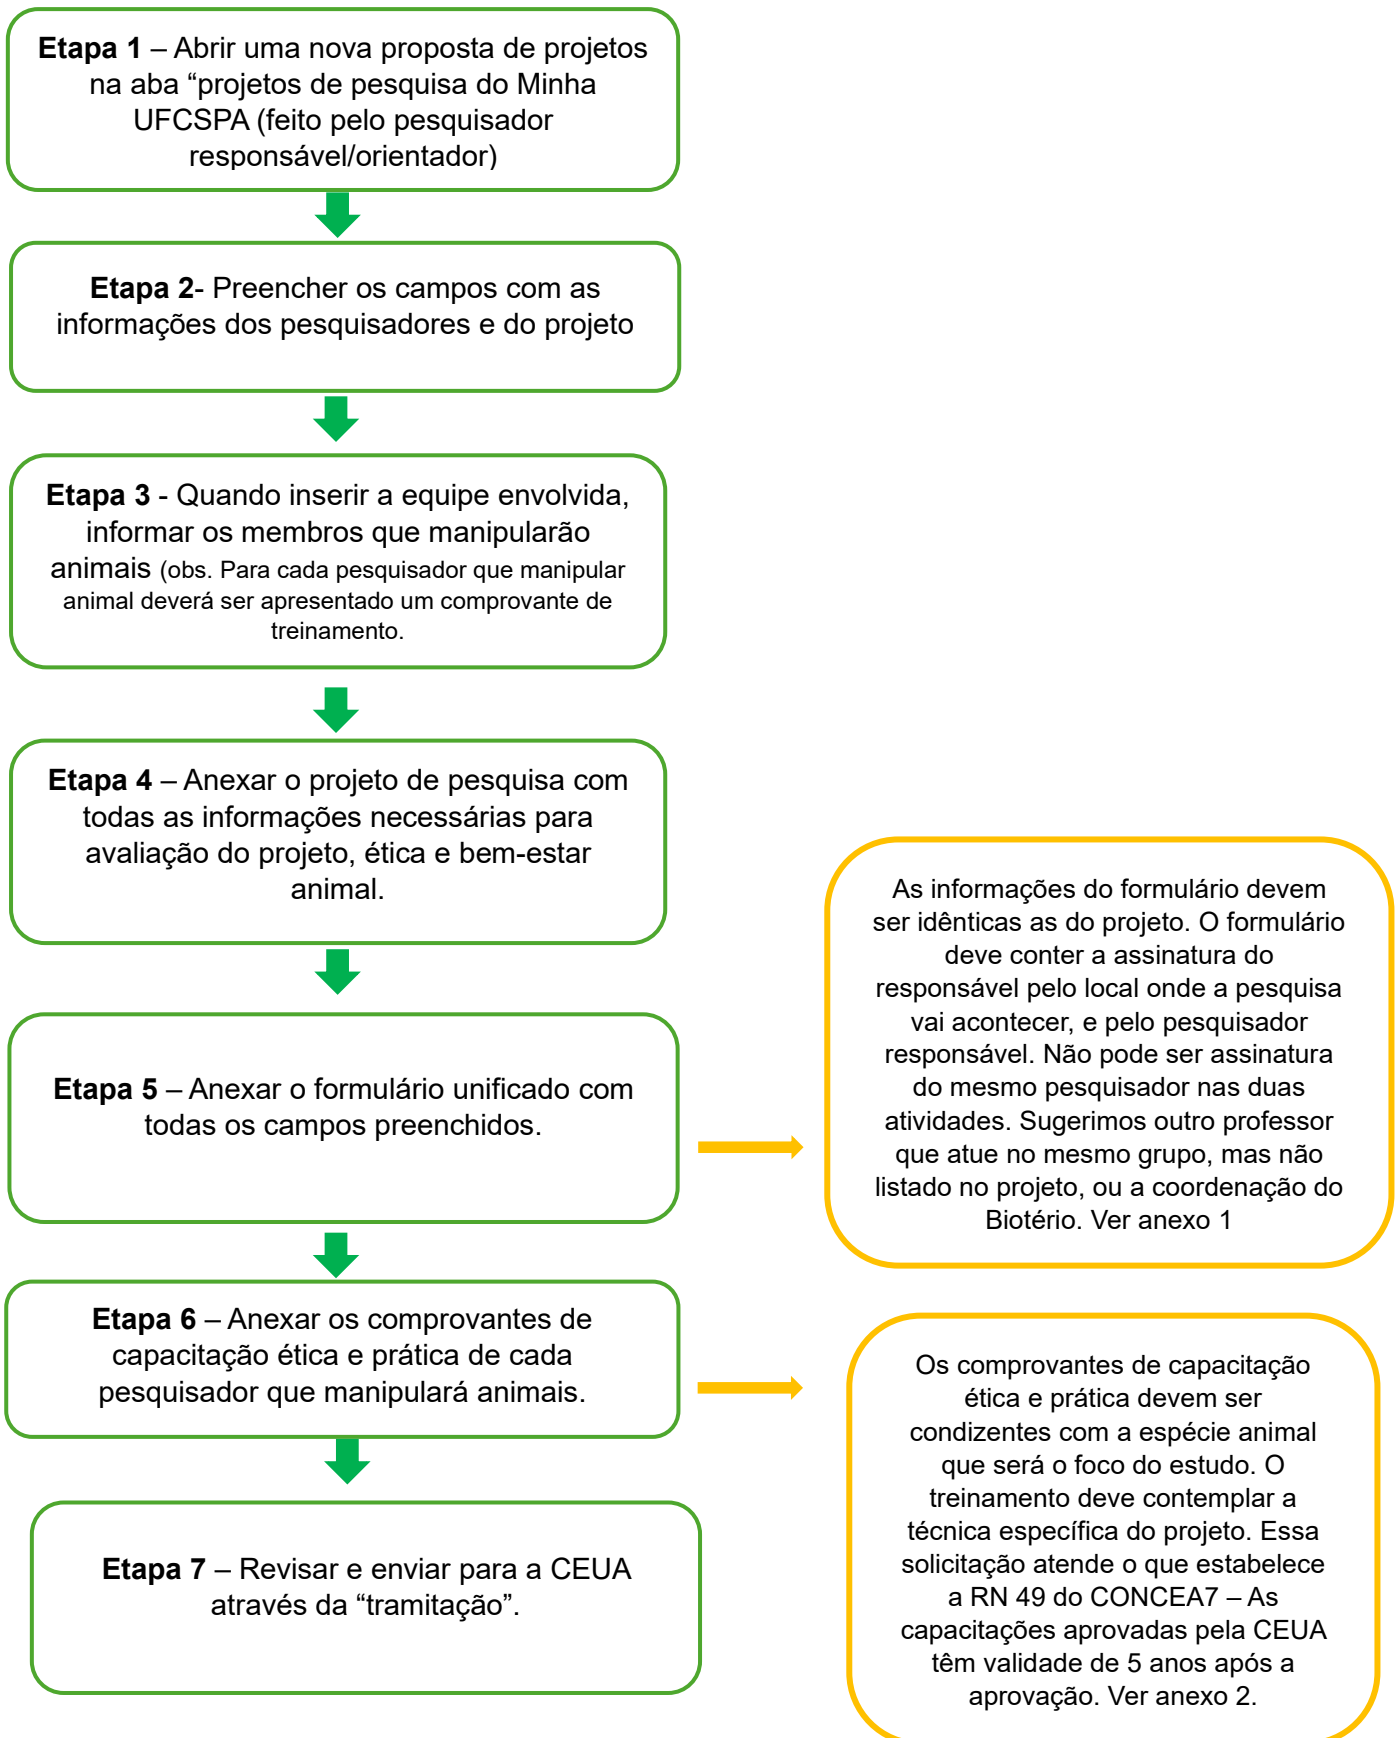 Etapa 1 – Abrir uma nova proposta de projetos
na aba “projetos de pesquisa do Minha
UFCSPA (feito pelo pesquisador
responsável/orientador)
Etapa 2- Preencher os campos com as
informações dos pesquisadores e do projeto
Etapa 3 - Quando inserir a equipe envolvida,
informar os membros que manipularão
animais (obs. Para cada pesquisador que manipular
animal deverá ser apresentado um comprovante de
treinamento.
Etapa 4 – Anexar o projeto de pesquisa com
todas as informações necessárias para
avaliação do projeto, ética e bem-estar
animal.
Etapa 5 – Anexar o formulário unificado com
todas os campos preenchidos.
As informações do formulário devem
ser idênticas as do projeto. O formulário
deve conter a assinatura do
responsável pelo local onde a pesquisa
vai acontecer, e pelo pesquisador
responsável. Não pode ser assinatura
do mesmo pesquisador nas duas
atividades. Sugerimos outro professor
que atue no mesmo grupo, mas não
listado no projeto, ou a coordenação do
Biotério. Ver anexo 1
Etapa 6 – Anexar os comprovantes de
capacitação ética e prática de cada
pesquisador que manipulará animais.
Os comprovantes de capacitação
ética e prática devem ser
condizentes com a espécie animal
que será o foco do estudo. O
treinamento deve contemplar a
técnica específica do projeto. Essa
solicitação atende o que estabelece
a RN 49 do CONCEA7 – As
capacitações aprovadas pela CEUA
têm validade de 5 anos após a
aprovação. Ver anexo 2.
Etapa 7 – Revisar e enviar para a CEUA
através da “tramitação”.